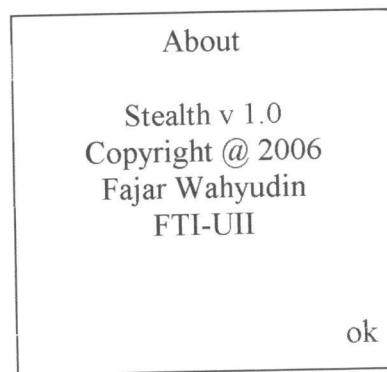 About
Stealth v 1.0
Copyright @ 2006
Fajar Wahyudin
FTI-UII
ok